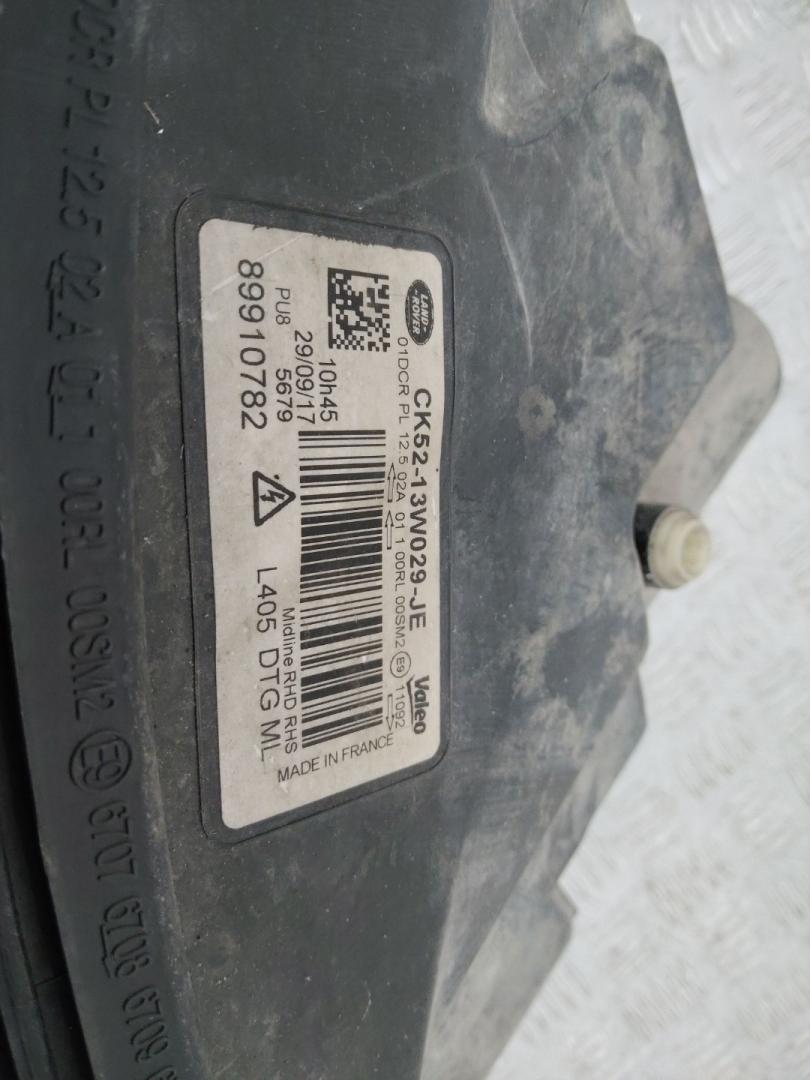 LAND-
ROVER
CK52-13W029-JE
Valeo
01DCR PL 12.5 02A 01 1 00RL 00SM2 E9 11092
10h45
29/09/17
PU8 5679
89910782
Midline RHD RHS
L405 DTG ML
MADE IN FRANCE
DCR PL 12.5 02 A 01 1 00RL 00SM2 E9 6707 6708 6029